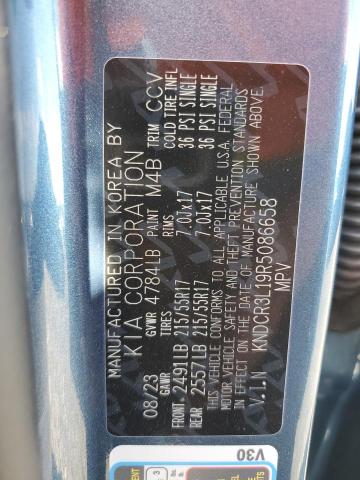 MANUFACTURED IN KOREA BY
KIA CORPORATION
08/23 GVWR 4784LB PAINT M4B TRIM CCV
GAWR TIRES RIMS COLD TIRE INFL
FRONT 2491LB 215/55R17 7.0Jx17 36 PSI SINGLE
REAR 2557LB 215/55R17 7.0Jx17 36 PSI SINGLE
THIS VEHICLE CONFORMS TO ALL APPLICABLE U.S.A. FEDERAL
MOTOR VEHICLE SAFETY AND THEFT PREVENTION STANDARDS
IN EFFECT ON THE DATE OF MANUFACTURE SHOWN ABOVE.
V.I.N KNDCR3L19R5086658
MPV
V30